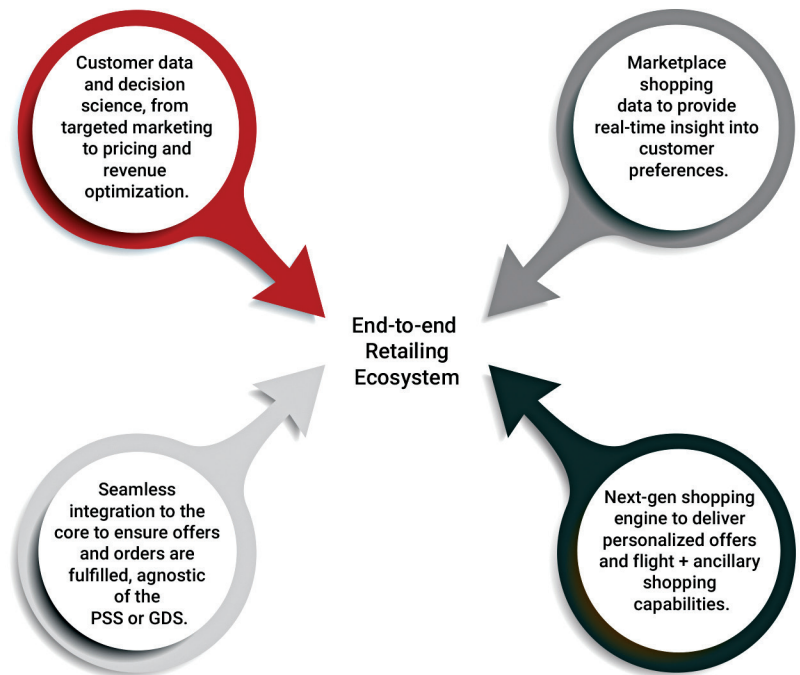 Customer data
and decision
science, from
targeted marketing
to pricing and
revenue
optimization.
Marketplace
shopping
data to provide
real-time insight into
customer
preferences.
End-to-end
Retailing
Ecosystem
Seamless
integration to the
core to ensure offers
and orders are
fulfilled, agnostic
of the
PSS or GDS.
Next-gen shopping
engine to deliver
personalized offers
and flight + ancillary
shopping
capabilities.